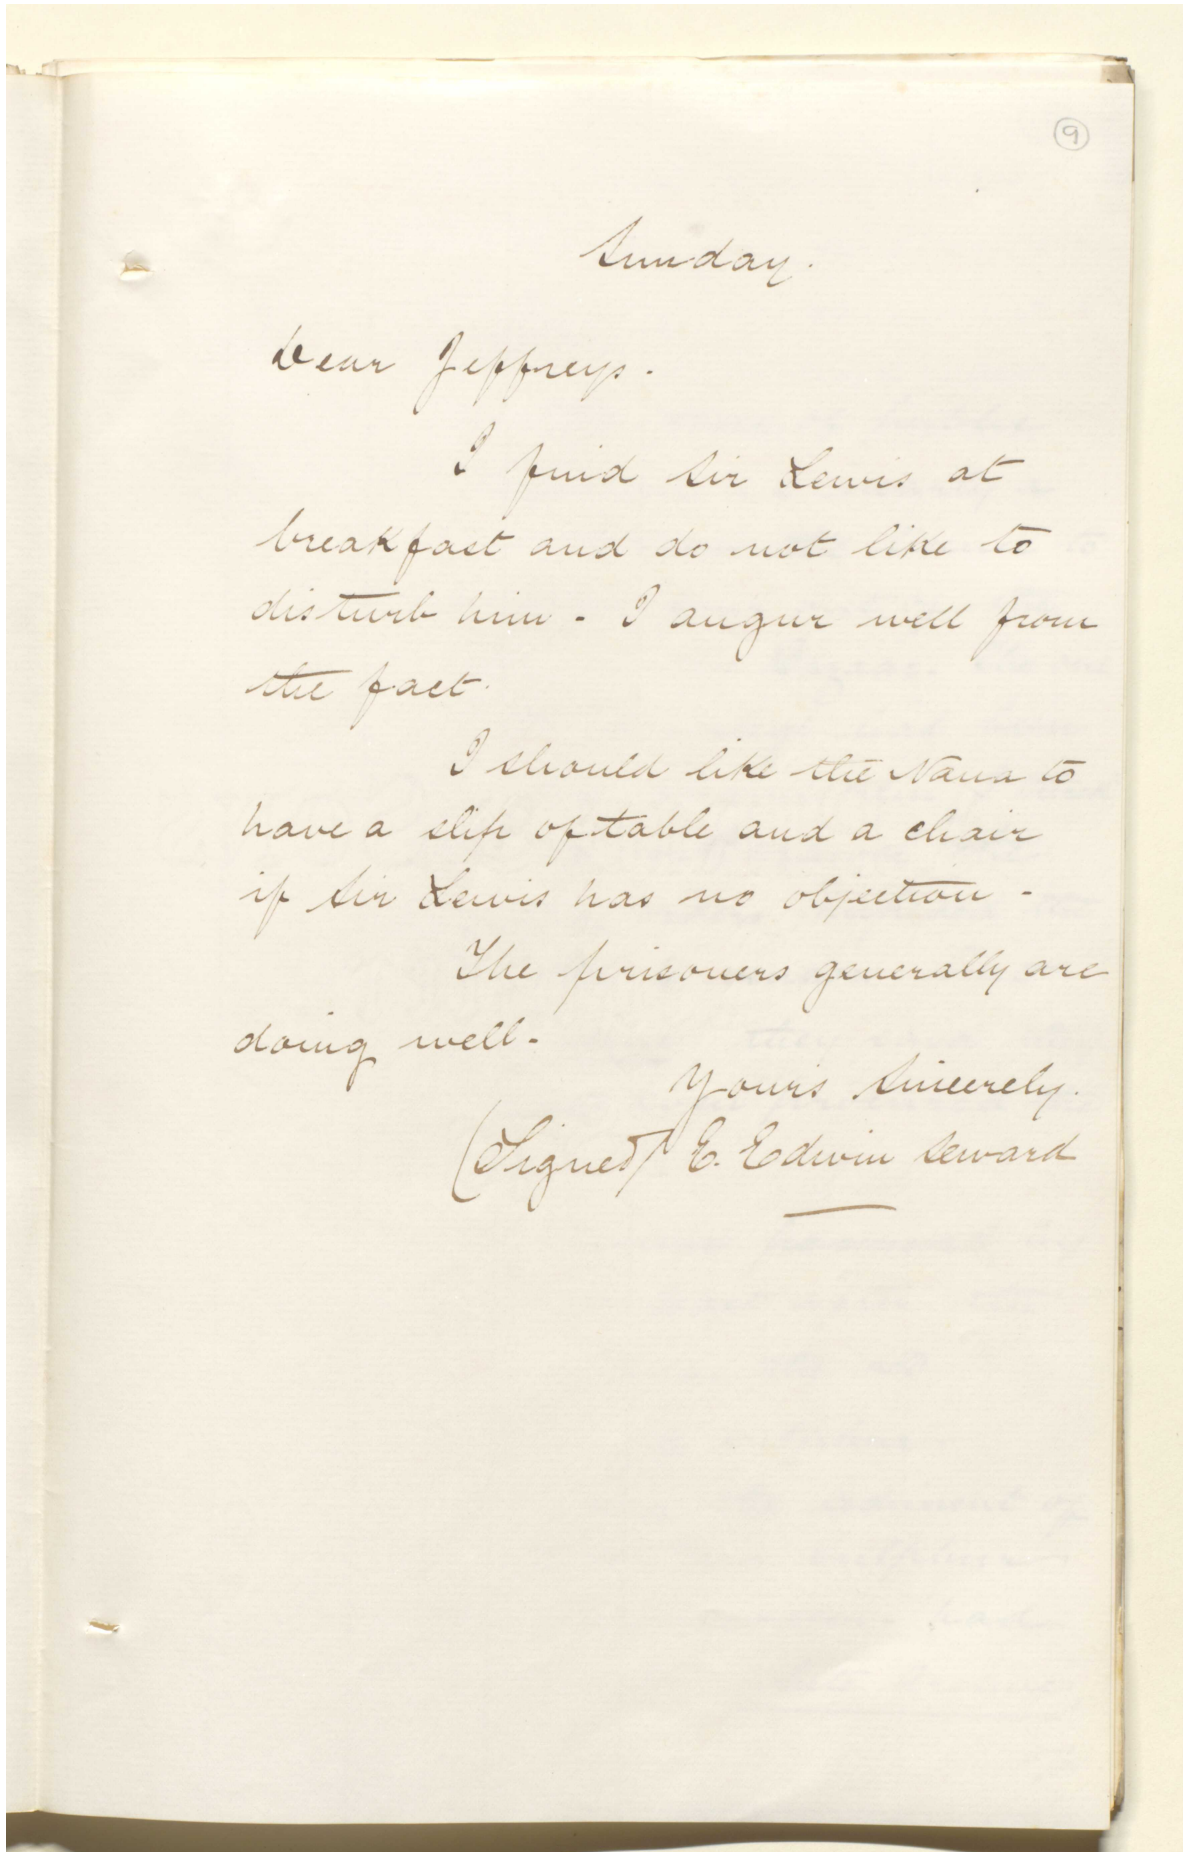 9
Sunday.
Dear Jeffreys.
I find Sir Lewis at
breakfast and do not like to
disturb him - I augur well from
the fact.
I should like the Nana to
have a slip of table and a chair
if Sir Lewis has no objection -
The prisoners generally are
doing well -
Yours Sincerely.
(Signed) E. Edwin Seward